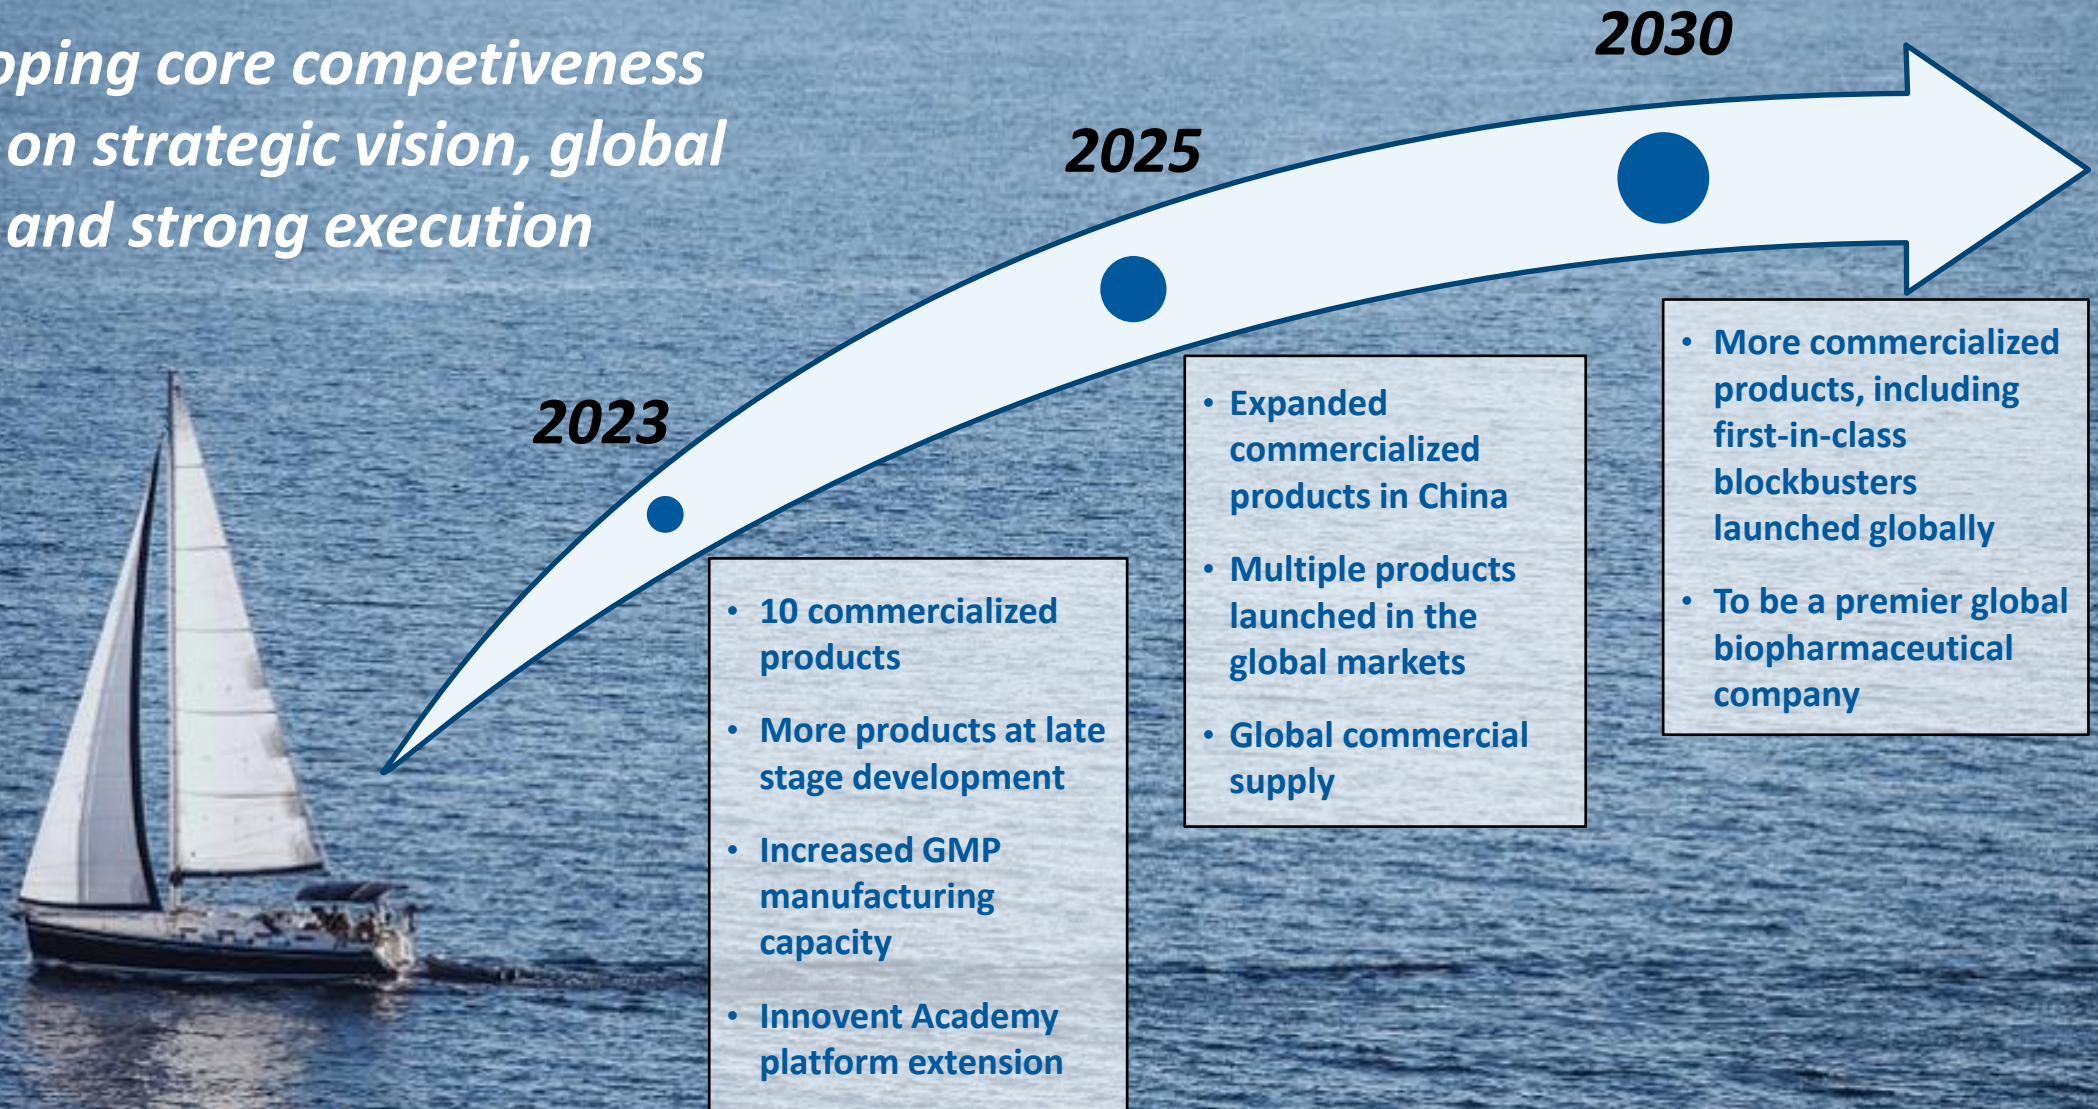 oping core competiveness
on strategic vision, global
and strong execution
2023
2025
2030
• 10 commercialized
products
• More products at late
stage development
• Increased GMP
manufacturing
capacity
• Innovent Academy
platform extension
• Expanded
commercialized
products in China
• Multiple products
launched in the
global markets
• Global commercial
supply
• More commercialized
products, including
first-in-class
blockbusters
launched globally
• To be a premier global
biopharmaceutical
company